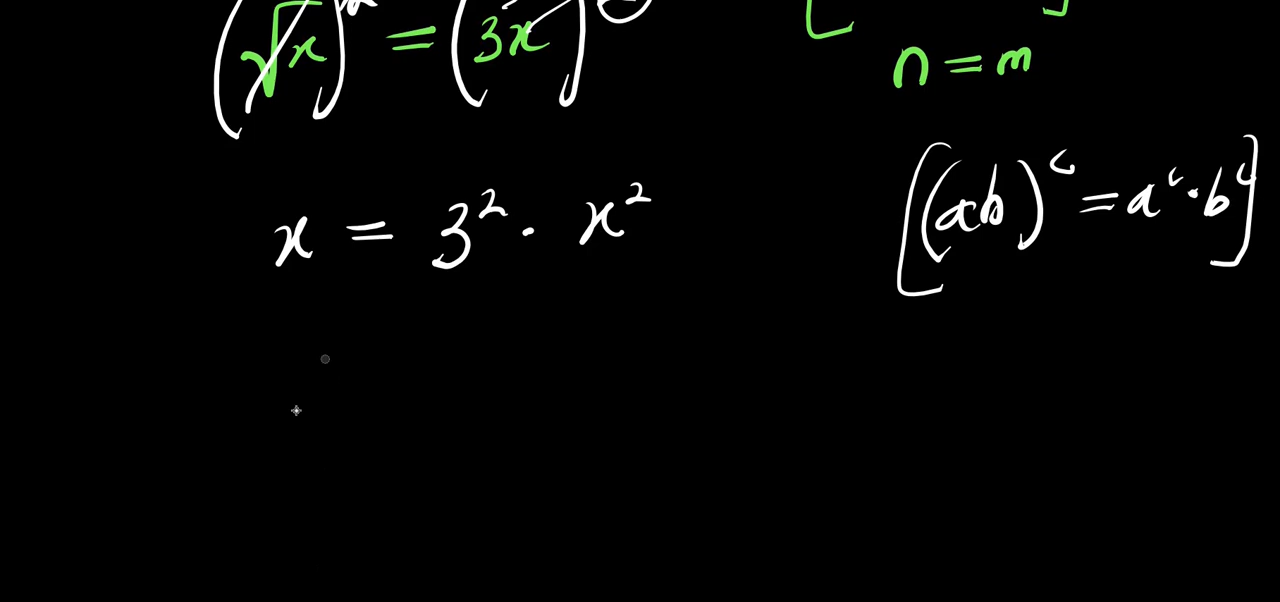 (√x)² = (3x)²
n = m
x = 3² · x²
[(ab)ᶜ = aᶜ · bᶜ]